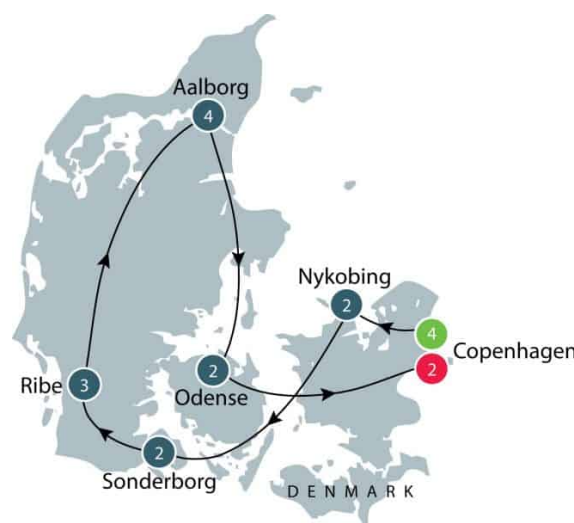 Aalborg
4
Nykobing
2
4
Copenhagen
2
2
Odense
Ribe
3
2
Sonderborg
DENMARK